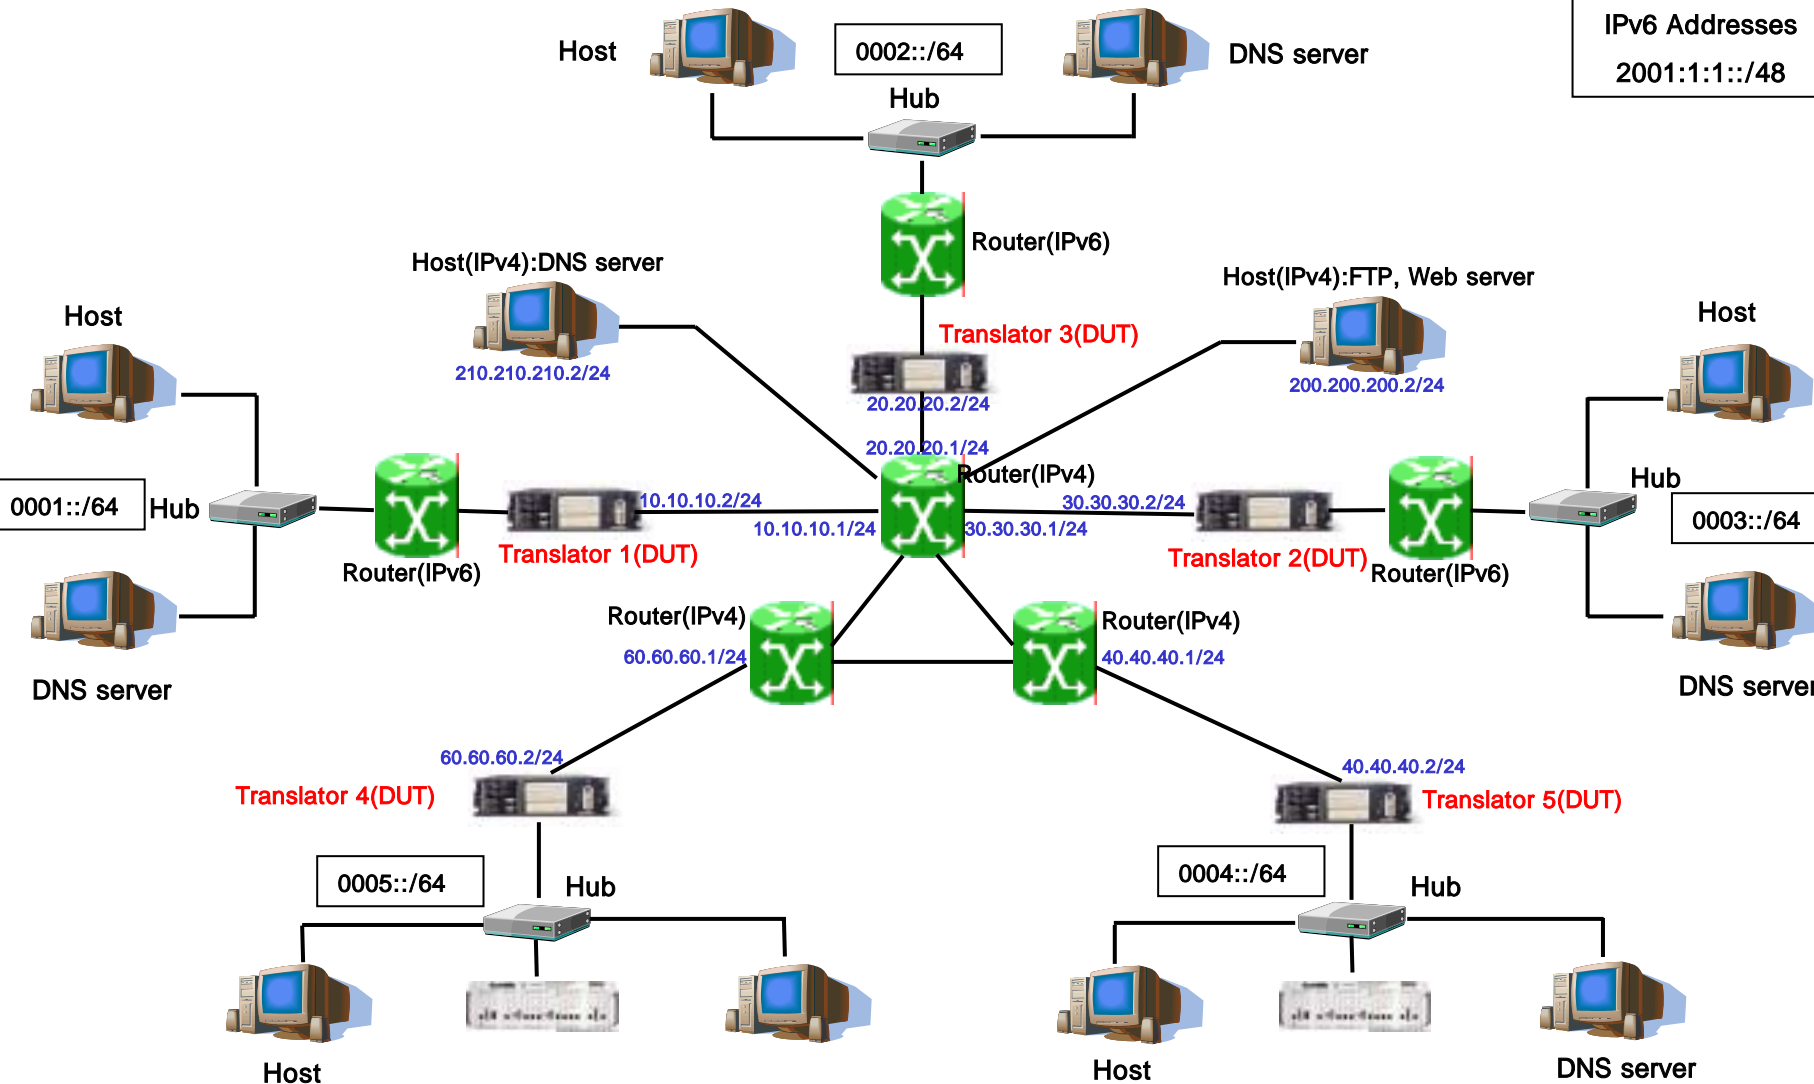 IPv6 Addresses
2001:1:1::/48
Host
0002::/64
DNS server
Hub
Router(IPv6)
Host(IPv4):DNS server
210.210.210.2/24
Host(IPv4):FTP, Web server
200.200.200.2/24
Translator 3(DUT)
20.20.20.2/24
20.20.20.1/24
Router(IPv4)
Host
0001::/64
Hub
DNS server
Router(IPv6)
Translator 1(DUT)
10.10.10.2/24
10.10.10.1/24
30.30.30.2/24
30.30.30.1/24
Translator 2(DUT)
Router(IPv6)
Host
Hub
0003::/64
DNS server
Router(IPv4)
60.60.60.1/24
Router(IPv4)
40.40.40.1/24
60.60.60.2/24
Translator 4(DUT)
0005::/64
Hub
Host
40.40.40.2/24
Translator 5(DUT)
0004::/64
Hub
Host
DNS server